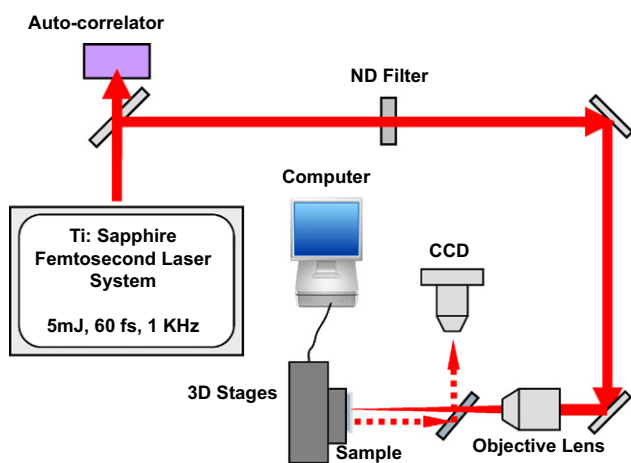 Auto-correlator
ND Filter
Computer
Ti: Sapphire
Femtosecond Laser
System
5mJ, 60 fs, 1 KHz
CCD
3D Stages
Sample
Objective Lens